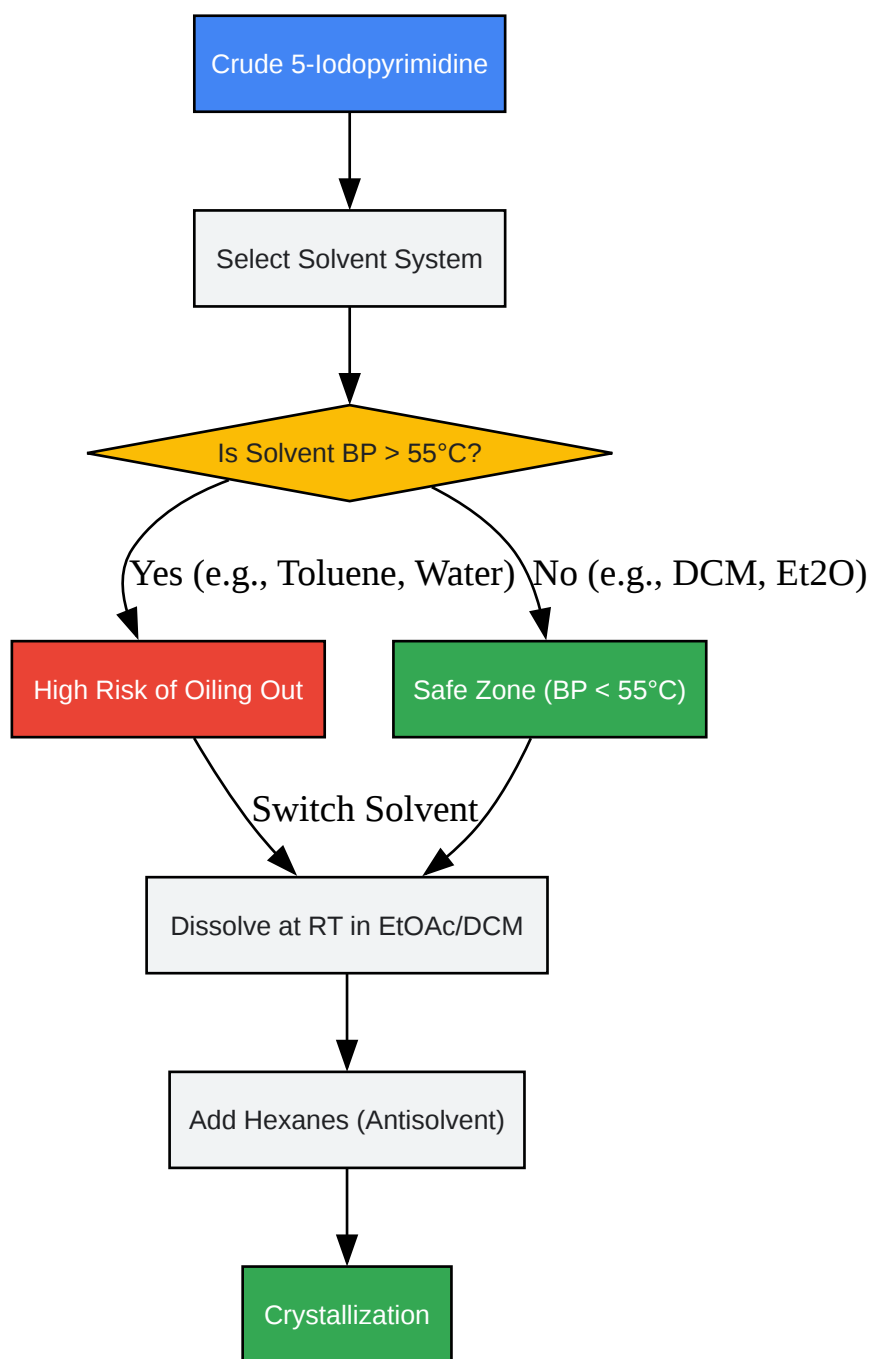 Crude 5-Iodopyrimidine
Select Solvent System
Is Solvent BP > 55°C?
Yes (e.g., Toluene, Water)
No (e.g., DCM, Et2O)
High Risk of Oiling Out
Safe Zone (BP < 55°C)
Switch Solvent
Dissolve at RT in EtOAc/DCM
Add Hexanes (Antisolvent)
Crystallization